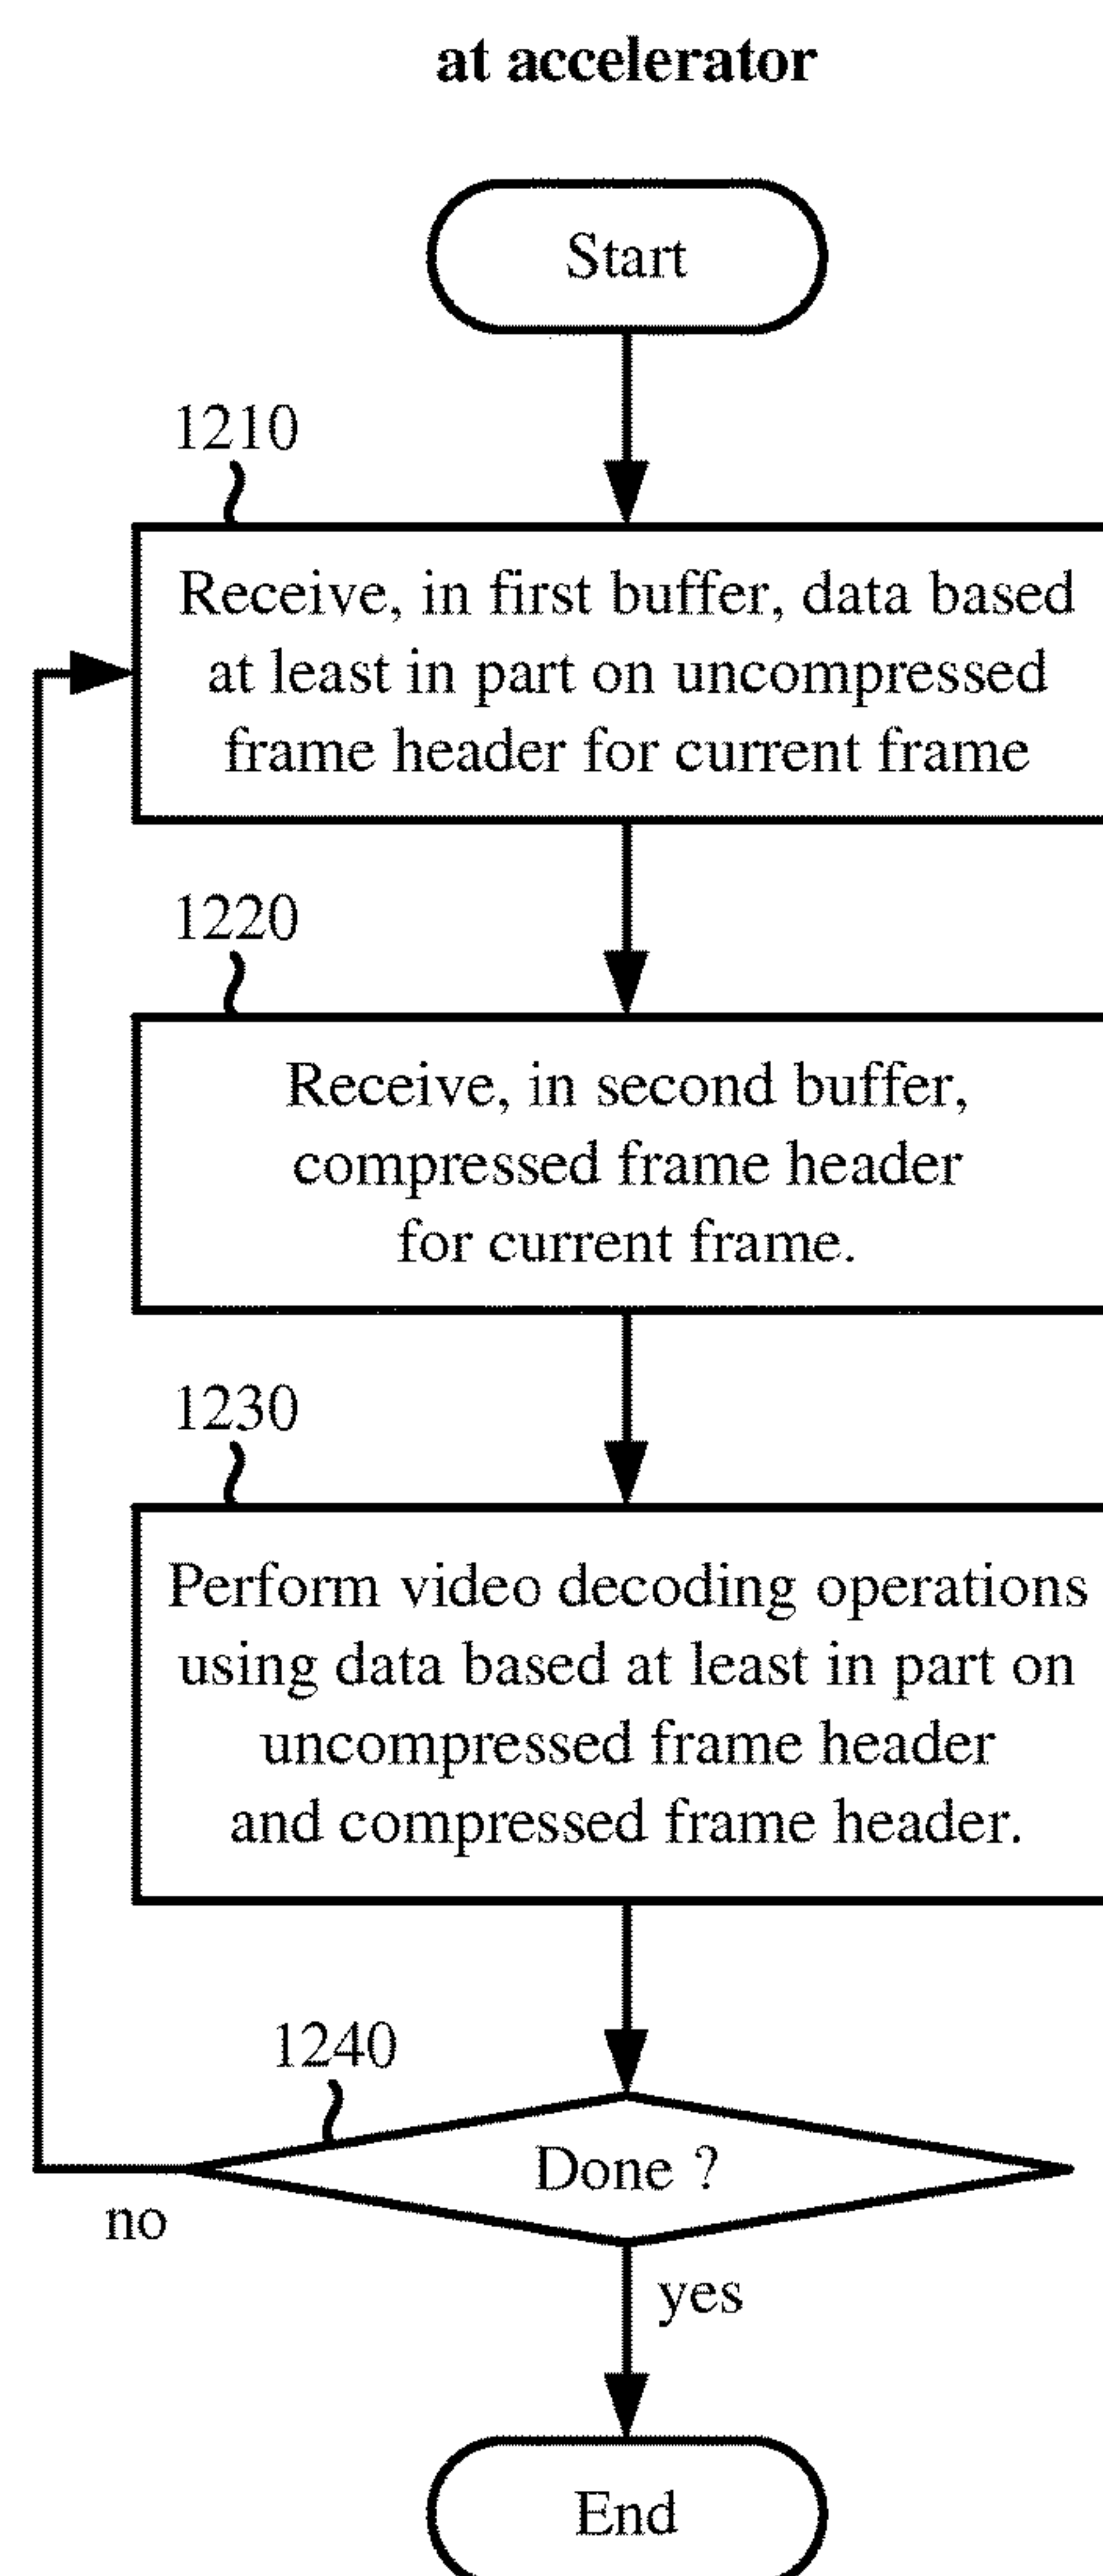 at accelerator
Start
1210
Receive, in first buffer, data based
at least in part on uncompressed
frame header for current frame
1220
Receive, in second buffer,
compressed frame header
for current frame.
1230
Perform video decoding operations
using data based at least in part on
uncompressed frame header
and compressed frame header.
1240
Done ?
no
yes
End